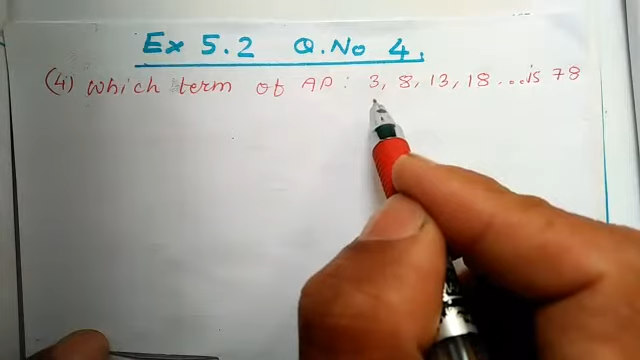 Ex 5.2 Q.No 4.
(4) which term of AP: 3, 8, 13, 18 ...is 78